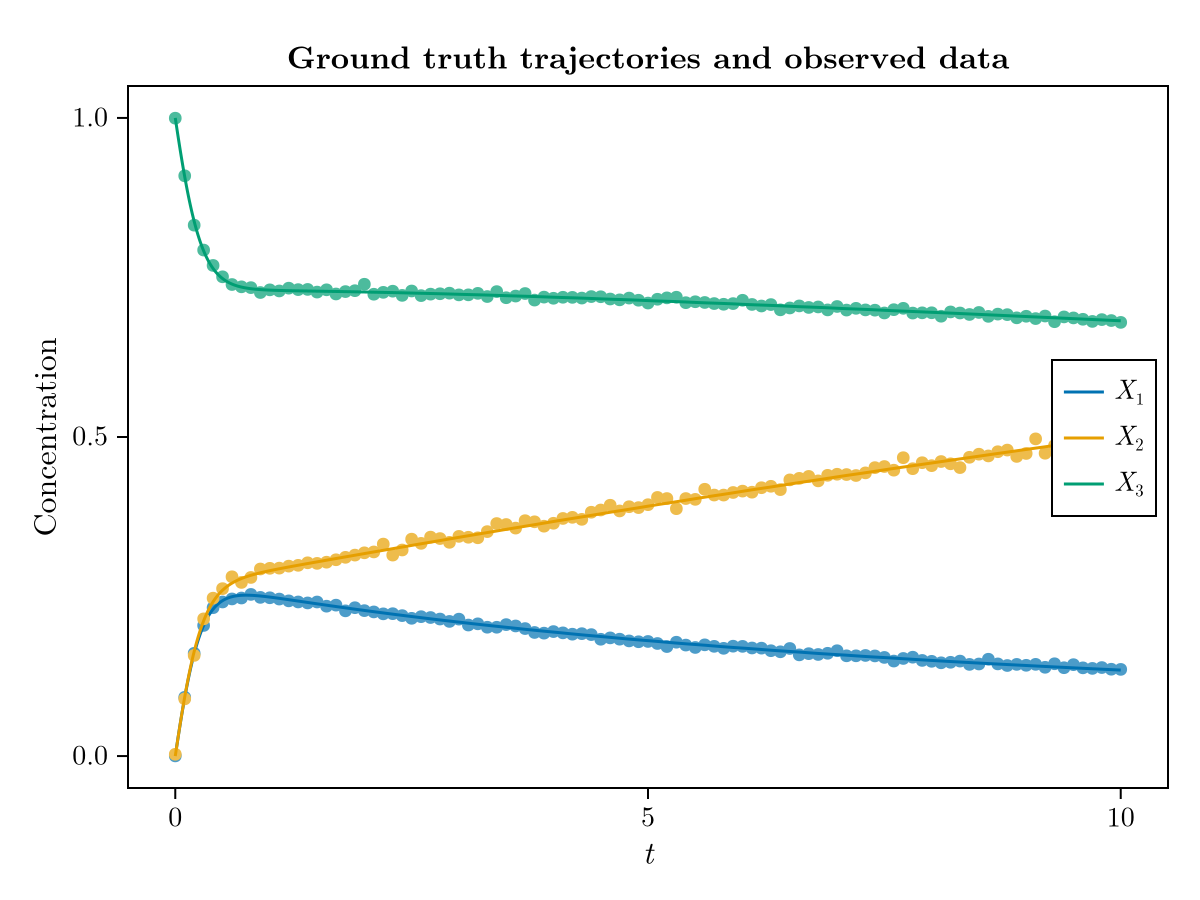 Ground truth trajectories and observed data
Concentration
1.0
0.5
0.0
X₁
X₂
X₃
0
5
10
t